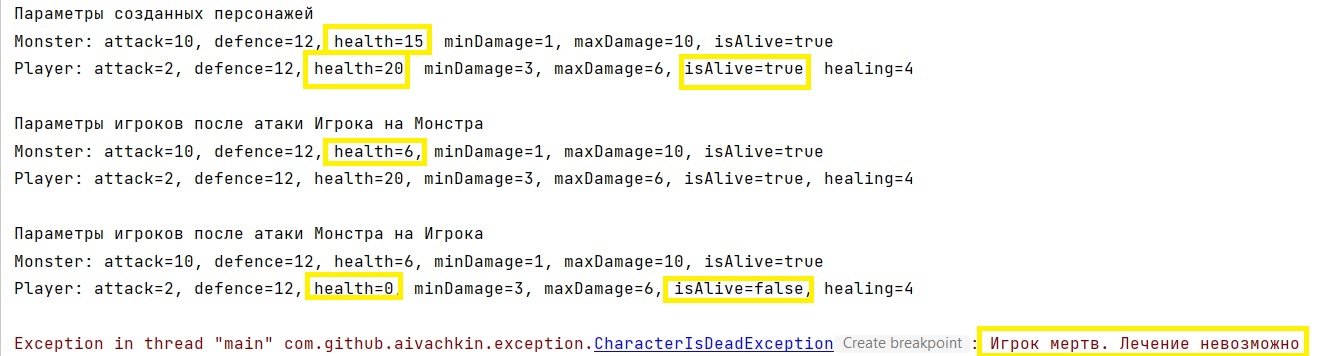 Параметры созданных персонажей
Monster: attack=10, defence=12, health=15 minDamage=1, maxDamage=10, isAlive=true
Player: attack=2, defence=12, health=20 minDamage=3, maxDamage=6, isAlive=true healing=4
Параметры игроков после атаки Игрока на Монстра
Monster: attack=10, defence=12, health=6, minDamage=1, maxDamage=10, isAlive=true
Player: attack=2, defence=12, health=20, minDamage=3, maxDamage=6, isAlive=true, healing=4
Параметры игроков после атаки Монстра на Игрока
Monster: attack=10, defence=12, health=6, minDamage=1, maxDamage=10, isAlive=true
Player: attack=2, defence=12, health=0, minDamage=3, maxDamage=6, isAlive=false, healing=4
Exception in thread "main" com.github.aivachkin.exception.CharacterIsDeadException Create breakpoint : Игрок мертв. Лечение невозможно